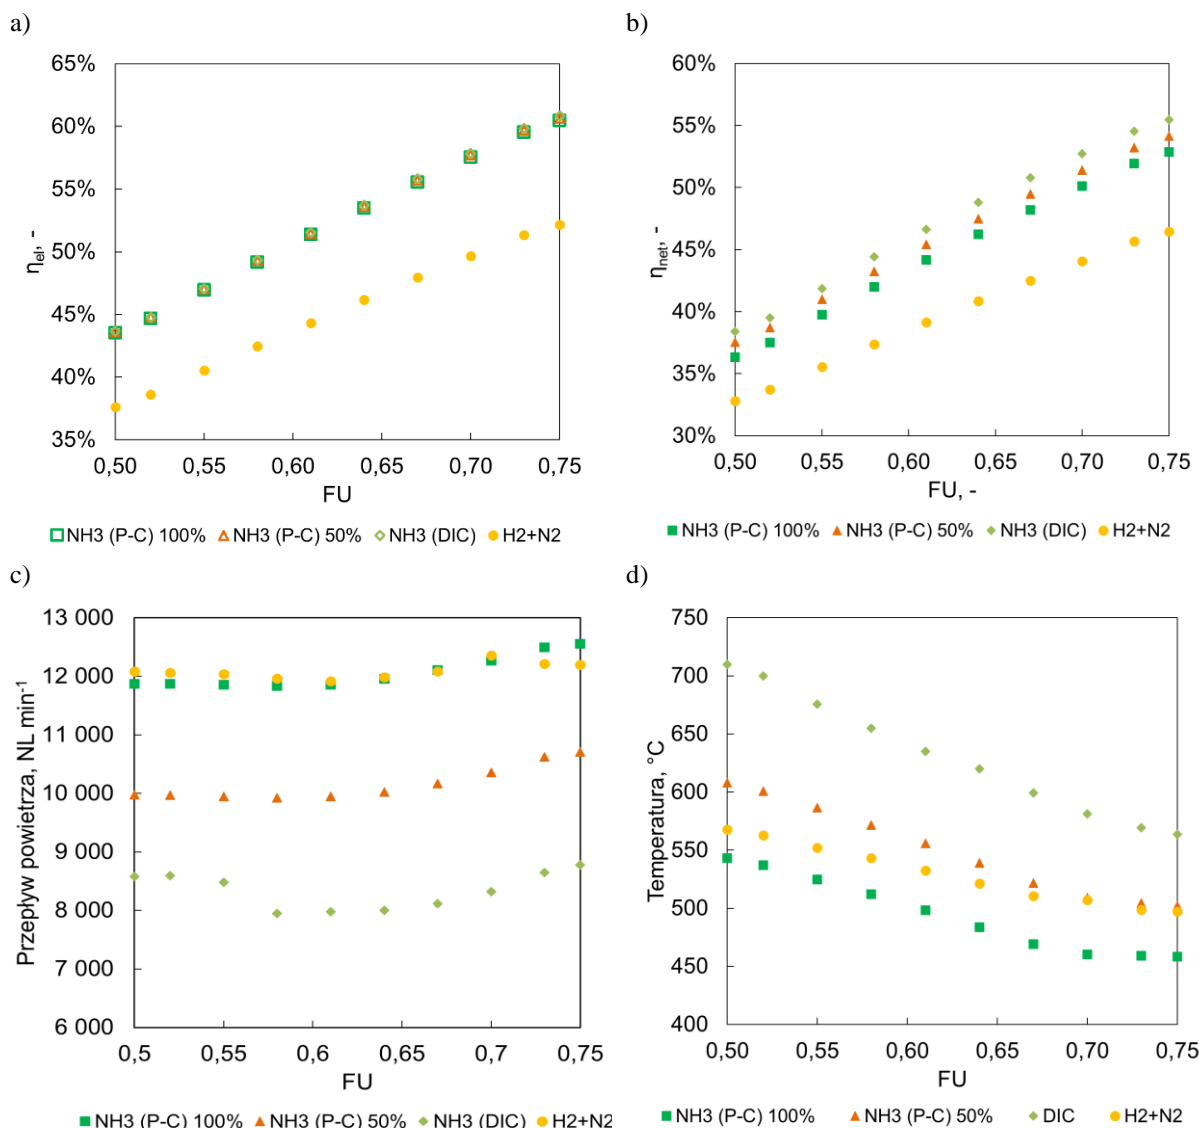 a)
65%
60%
55%
50%
45%
40%
35%
ηel, -
0,50 0,55 0,60 0,65 0,70 0,75
FU
NH3 (P-C) 100% NH3 (P-C) 50% NH3 (DIC) H2+N2
b)
60%
55%
50%
45%
40%
35%
30%
ηnet, -
0,50 0,55 0,60 0,65 0,70 0,75
FU, -
NH3 (P-C) 100% NH3 (P-C) 50% NH3 (DIC) H2+N2
c)
13 000
12 000
11 000
10 000
9 000
8 000
7 000
6 000
Przepływ powietrza, NL min⁻¹
0,5 0,55 0,6 0,65 0,7 0,75
FU
NH3 (P-C) 100% NH3 (P-C) 50% NH3 (DIC) H2+N2
d)
750
700
650
600
550
500
450
400
Temperatura, °C
0,50 0,55 0,60 0,65 0,70 0,75
FU
NH3 (P-C) 100% NH3 (P-C) 50% DIC H2+N2